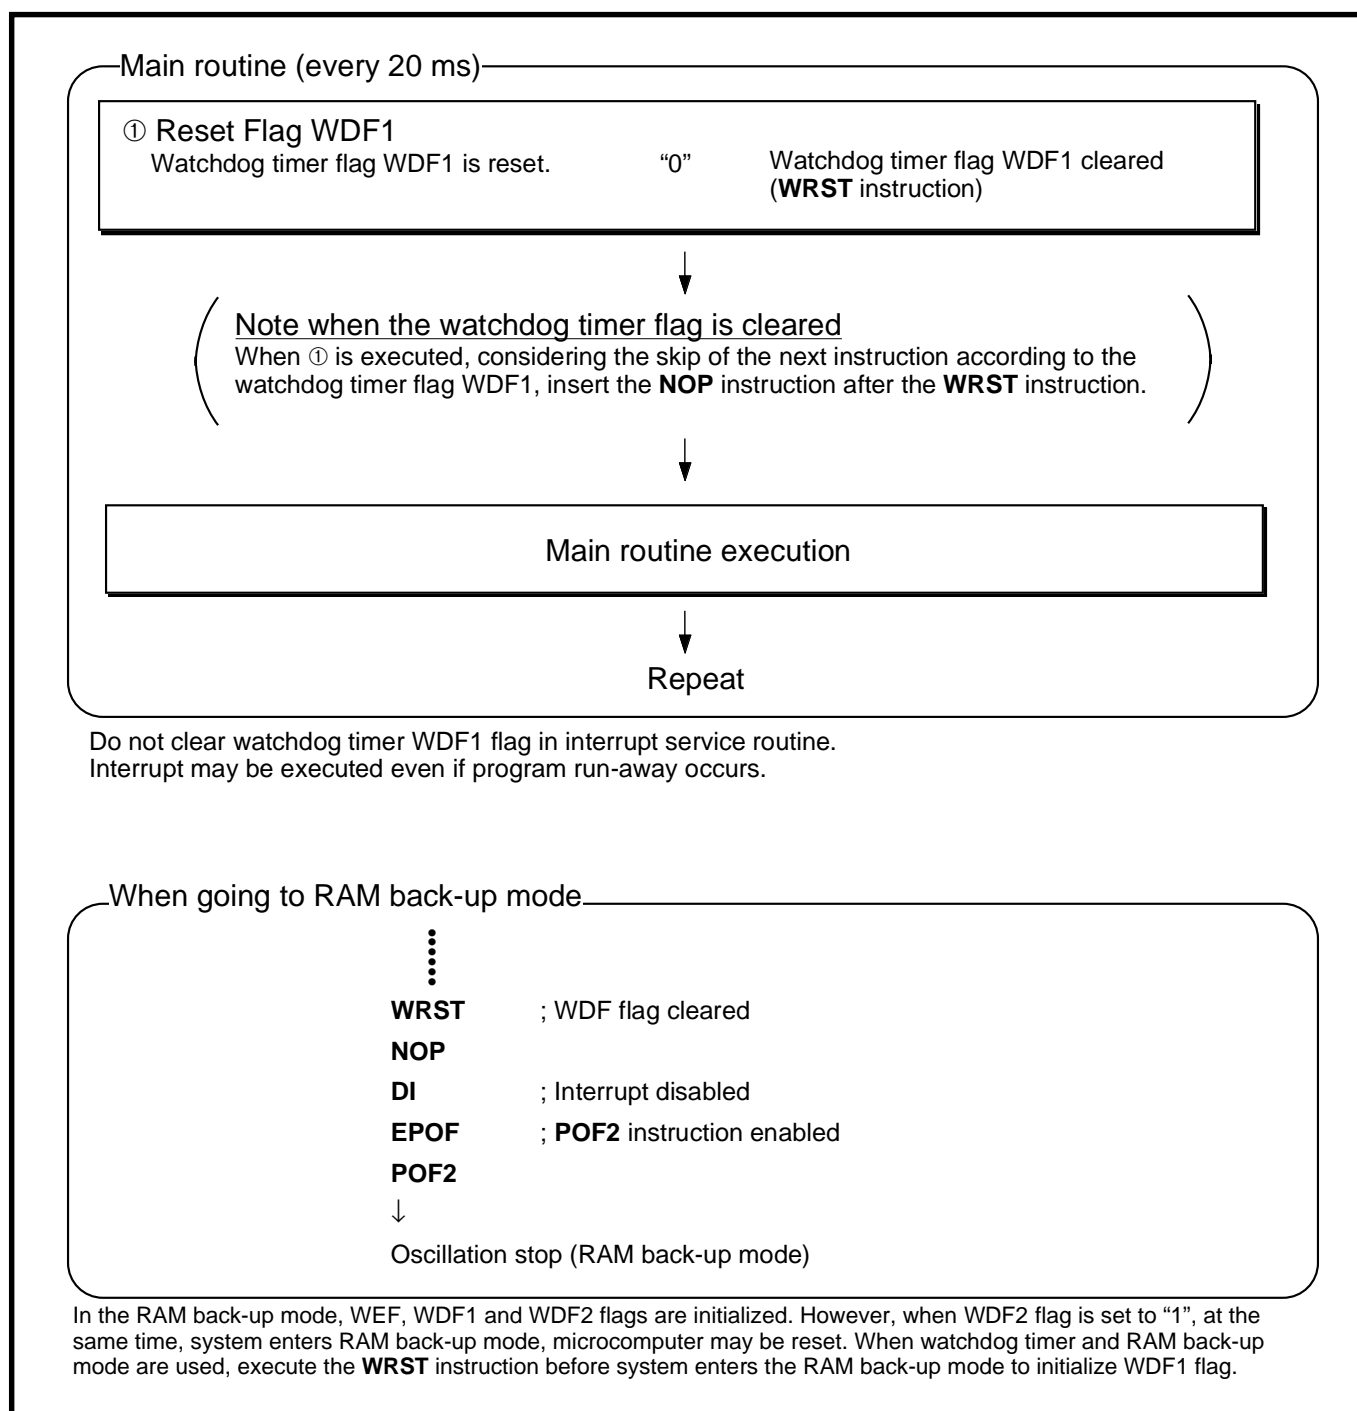 Main routine (every 20 ms)
① Reset Flag WDF1
Watchdog timer flag WDF1 is reset. “0” Watchdog timer flag WDF1 cleared
(WRST instruction)
Note when the watchdog timer flag is cleared
When ① is executed, considering the skip of the next instruction according to the
watchdog timer flag WDF1, insert the NOP instruction after the WRST instruction.
Main routine execution
Repeat
Do not clear watchdog timer WDF1 flag in interrupt service routine.
Interrupt may be executed even if program run-away occurs.
When going to RAM back-up mode
WRST ; WDF flag cleared
NOP
DI ; Interrupt disabled
EPOF ; POF2 instruction enabled
POF2
↓
Oscillation stop (RAM back-up mode)
In the RAM back-up mode, WEF, WDF1 and WDF2 flags are initialized. However, when WDF2 flag is set to “1”, at the
same time, system enters RAM back-up mode, microcomputer may be reset. When watchdog timer and RAM back-up
mode are used, execute the WRST instruction before system enters the RAM back-up mode to initialize WDF1 flag.